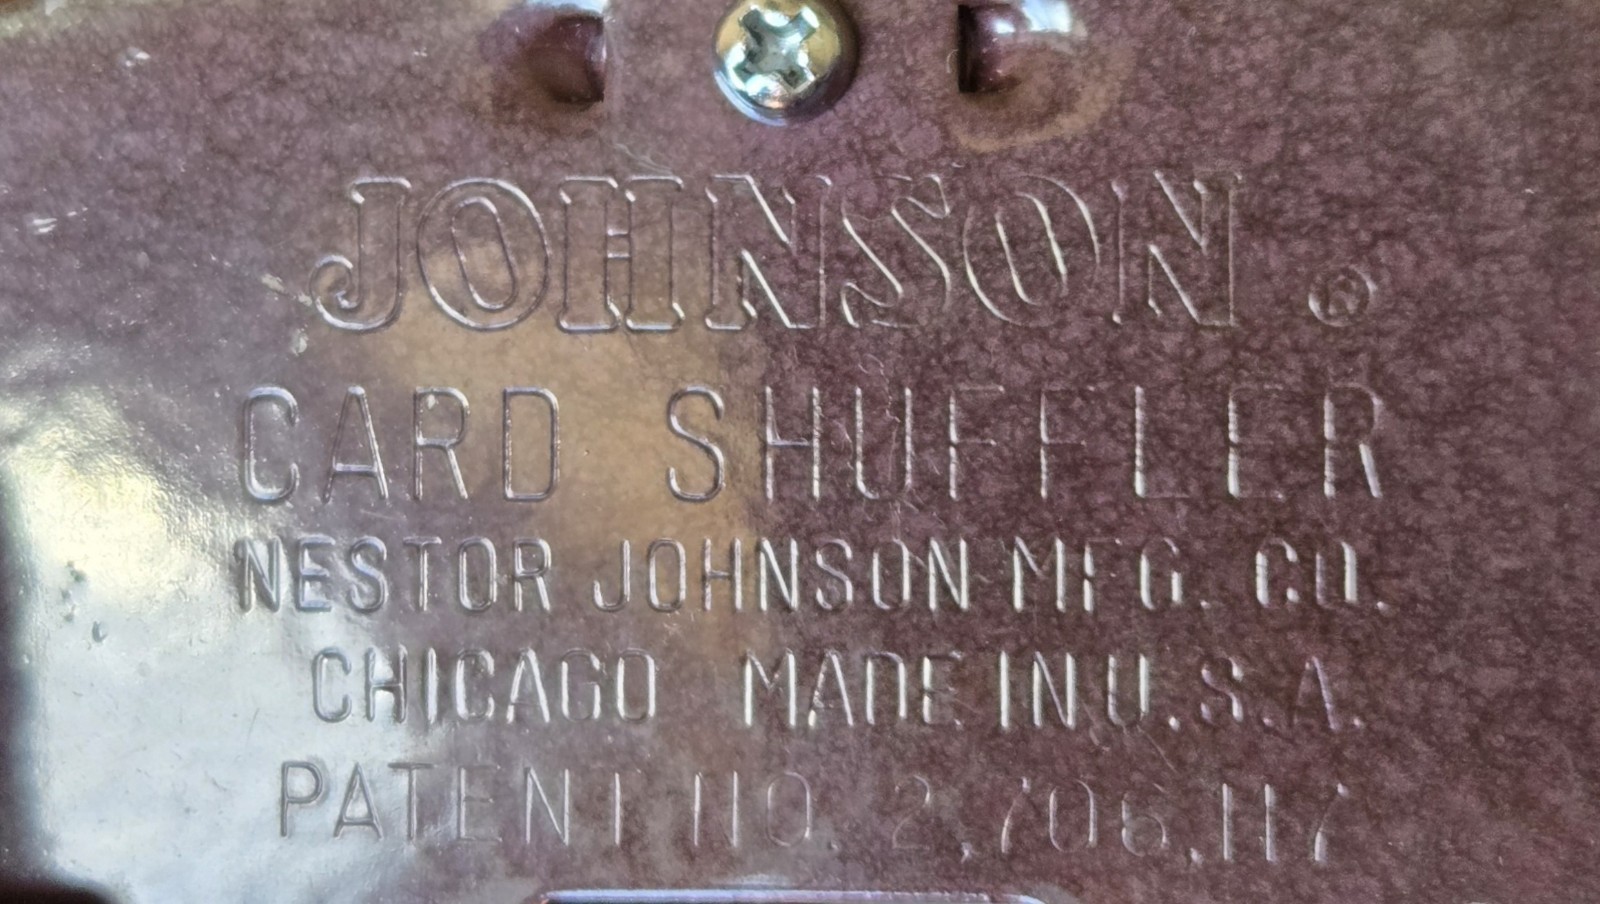 JOHNSON ®
CARD SHUFFLER
NESTOR JOHNSON MFG. CO.
CHICAGO MADE IN U.S.A.
PATENT NO. 2,706,117